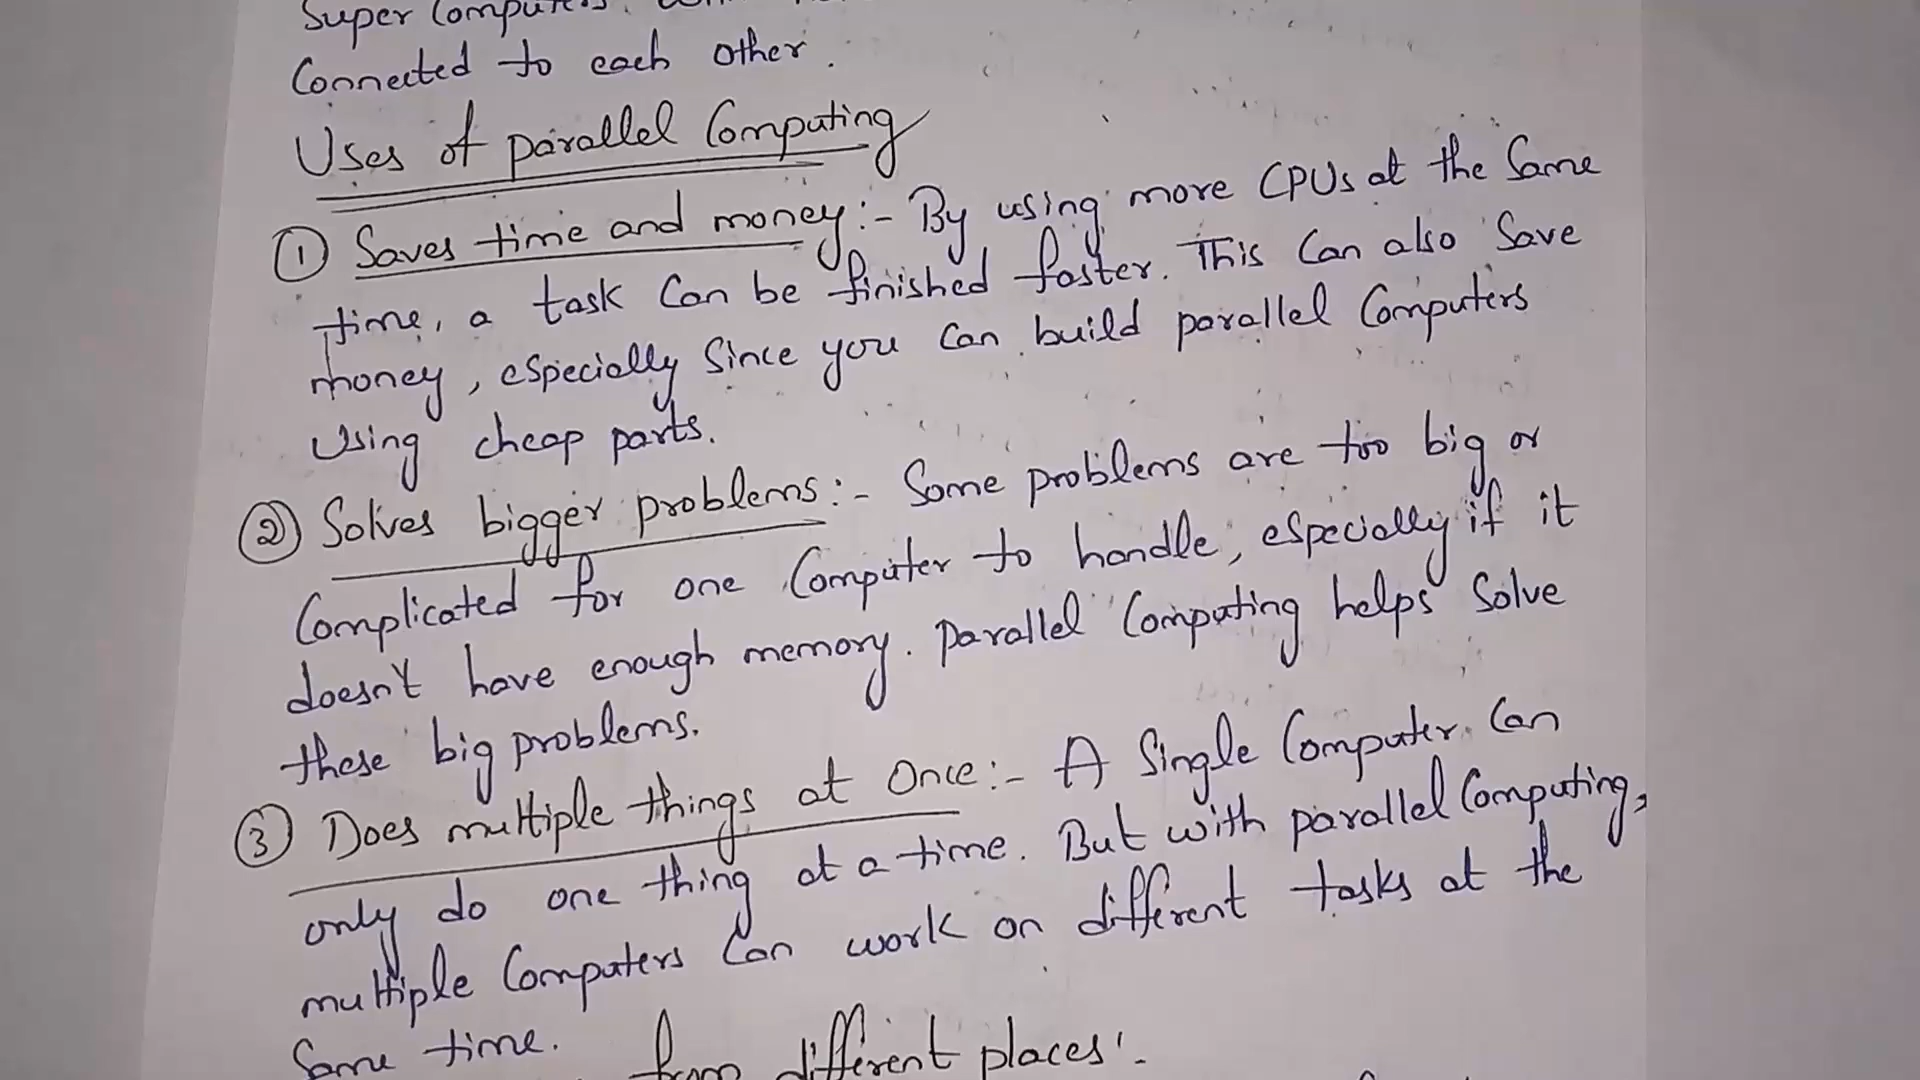 Super Computers.
Connected to each other.
Uses of parallel Computing
① Saves time and money:- By using more CPUs at the Same
time, a task Can be finished faster. This Can also Save
money, especially Since you Can build parallel Computers
Using cheap parts.
② Solves bigger problems:- Some problems are too big or
Complicated for one Computer to handle, especially if it
doesn't have enough memory. parallel Computing helps Solve
these big problems.
③ Does multiple things at Once:- A Single Computer Can
only do one thing at a time. But with parallel Computing,
multiple Computers Can work on different tasks at the
Same time.
from different places:-